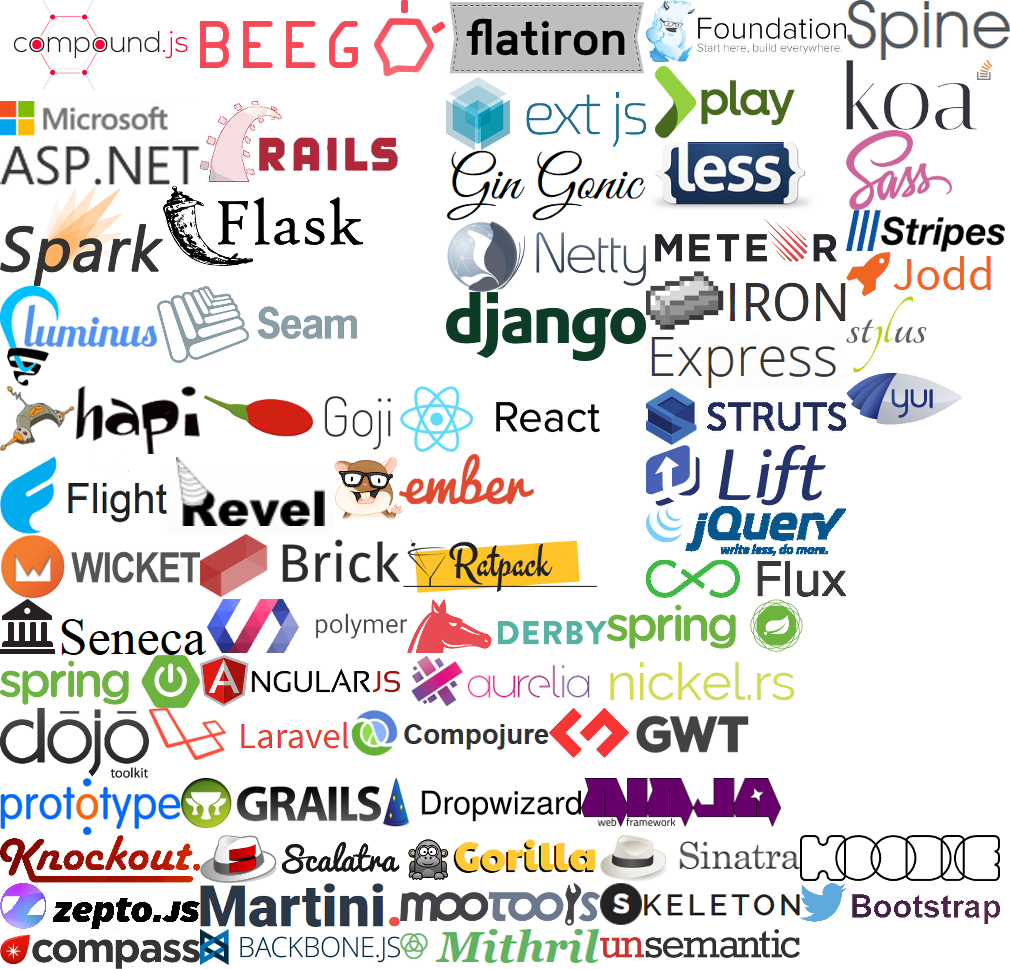 compound.js
BEEGO
flatiron
Foundation
Start here, build everywhere.
Spine
Microsoft
ASP.NET
RAILS
ext js
play
koa
Gin Gonic
less
Sass
Spark
Flask
Netty
METEOR
Stripes
Jodd
luminus
Seam
django
IRON
stylus
Express
hapi
Goji
React
STRUTS
YUI
Flight
Revel
ember
Lift
jQuery
write less, do more.
WICKET
Brick
Ratpack
Flux
Seneca
polymer
DERBY
spring
spring
ANGULARJS
aurelia
nickel.rs
dōjō
toolkit
Laravel
Compojure
GWT
prototype
GRAILS
Dropwizard
NINJA
web framework
Knockout.
Scalatra
Gorilla
Sinatra
HOODIE
zepto.JS
Martini.
mootools
SKELETON
Bootstrap
compass
BACKBONE.JS
Mithril
unsemantic